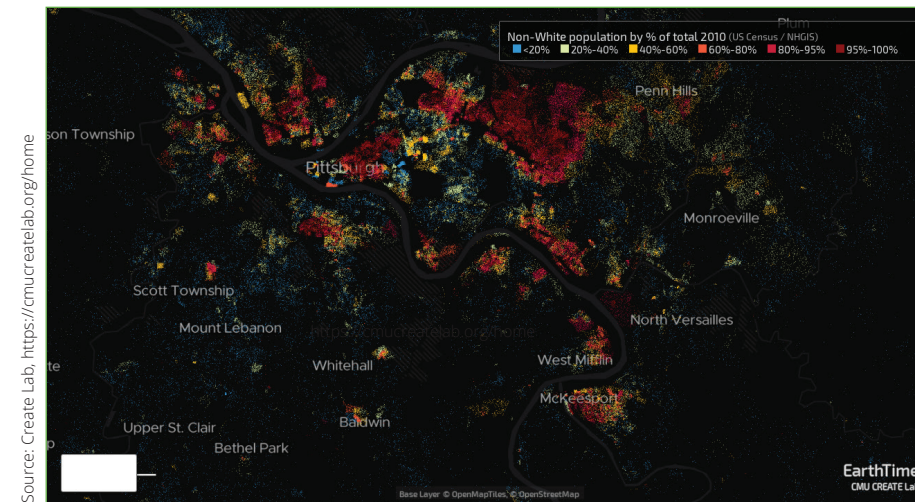 Source: Create Lab, https://cmucreatelab.org/home
Plum
Non-White population by % of total 2010 (US Census / NHGIS)
<20% 20%-40% 40%-60% 60%-80% 80%-95% 95%-100%
Penn Hills
son Township
Pittsburgh
Monroeville
Scott Township
Mount Lebanon
https://cmucreatelab.org/home
North Versailles
West Mifflin
te
Whitehall
McKeesport
Baldwin
Upper St. Clair
Bethel Park
p
EarthTime
CMU CREATE La
Base Layer © OpenMapTiles, © OpenStreetMap